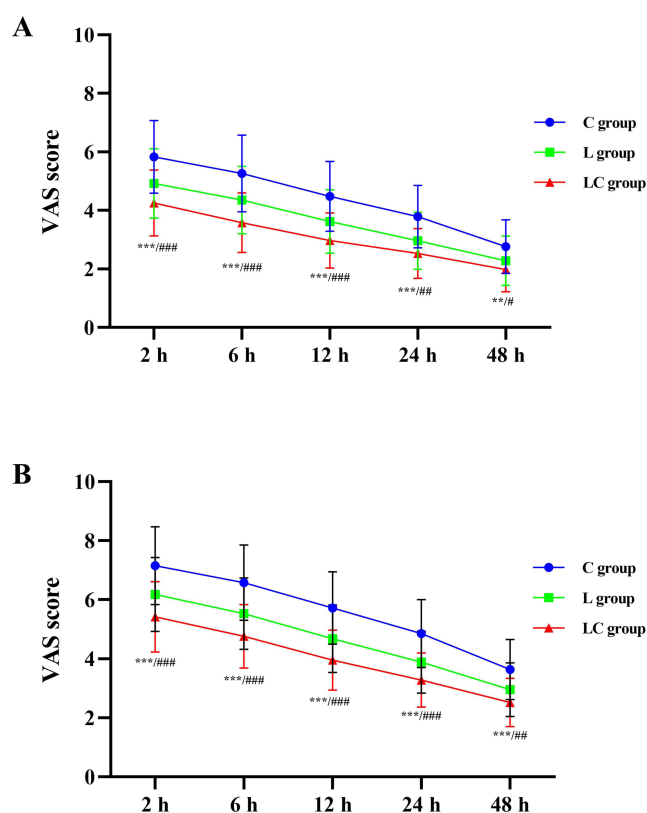 A
VAS score
10
8
6
4
2
0
***/###
***/###
***/###
***/##
**/#
2 h
6 h
12 h
24 h
48 h
C group
L group
LC group
B
VAS score
10
8
6
4
2
0
***/###
***/###
***/###
***/###
***/##
2 h
6 h
12 h
24 h
48 h
C group
L group
LC group